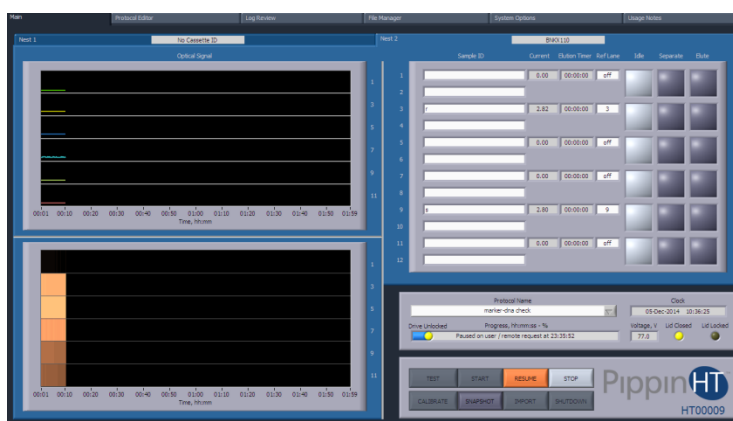 Main Protocol Editor Log Review File Manager System Options Usage Notes
Nest 1 No Cassette ID Nest 2 BNKX110
Optical Signal
Sample ID Current Elution Timer Ref Lane Idle Separate Elute
1 1 0.00 00:00:00 off
2
3 3 r 2.82 00:00:00 3
4
5 5 0.00 00:00:00 off
6
7 7 0.00 00:00:00 off
8
9 9 2.80 00:00:00 9
10
11 11 0.00 00:00:00 off
12
00:01 00:10 00:20 00:30 00:40 00:50 01:00 01:10 01:20 01:30 01:40 01:50 01:59
Time, hh:mm
1
3
5
7
9
11
00:01 00:10 00:20 00:30 00:40 00:50 01:00 01:10 01:20 01:30 01:40 01:50 01:59
Time, hh:mm
Protocol Name Clock
marker-dna check 05-Dec-2014 10:36:25
Drive Unlocked Progress, hh:mm:ss - % Voltage, V Lid Closed Lid Locked
Paused on user / remote request at 23:35:52 77.0
TEST START RESUME STOP
CALIBRATE SNAPSHOT IMPORT SHUTDOWN
Pippin HT
HT00009